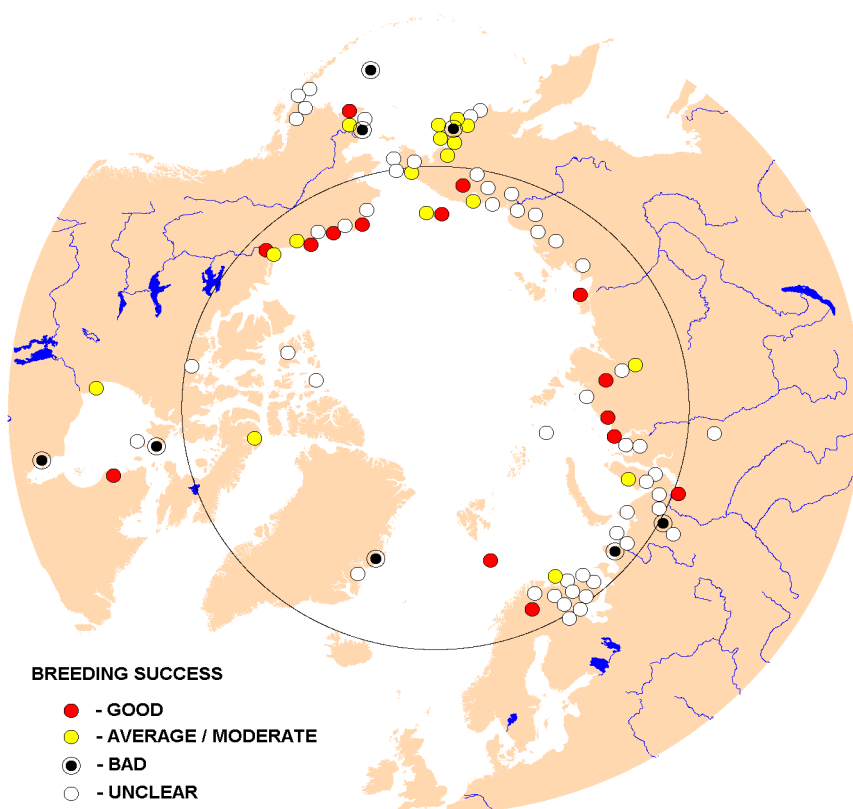 BREEDING SUCCESS
- GOOD
- AVERAGE / MODERATE
- BAD
- UNCLEAR